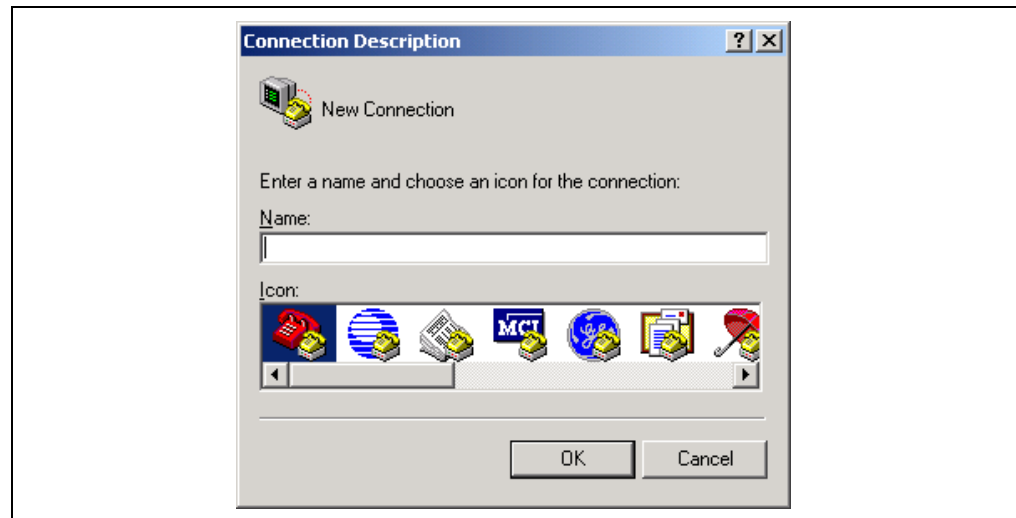 Connection Description
New Connection
Enter a name and choose an icon for the connection:
Name:
Icon:
MCI
OK Cancel